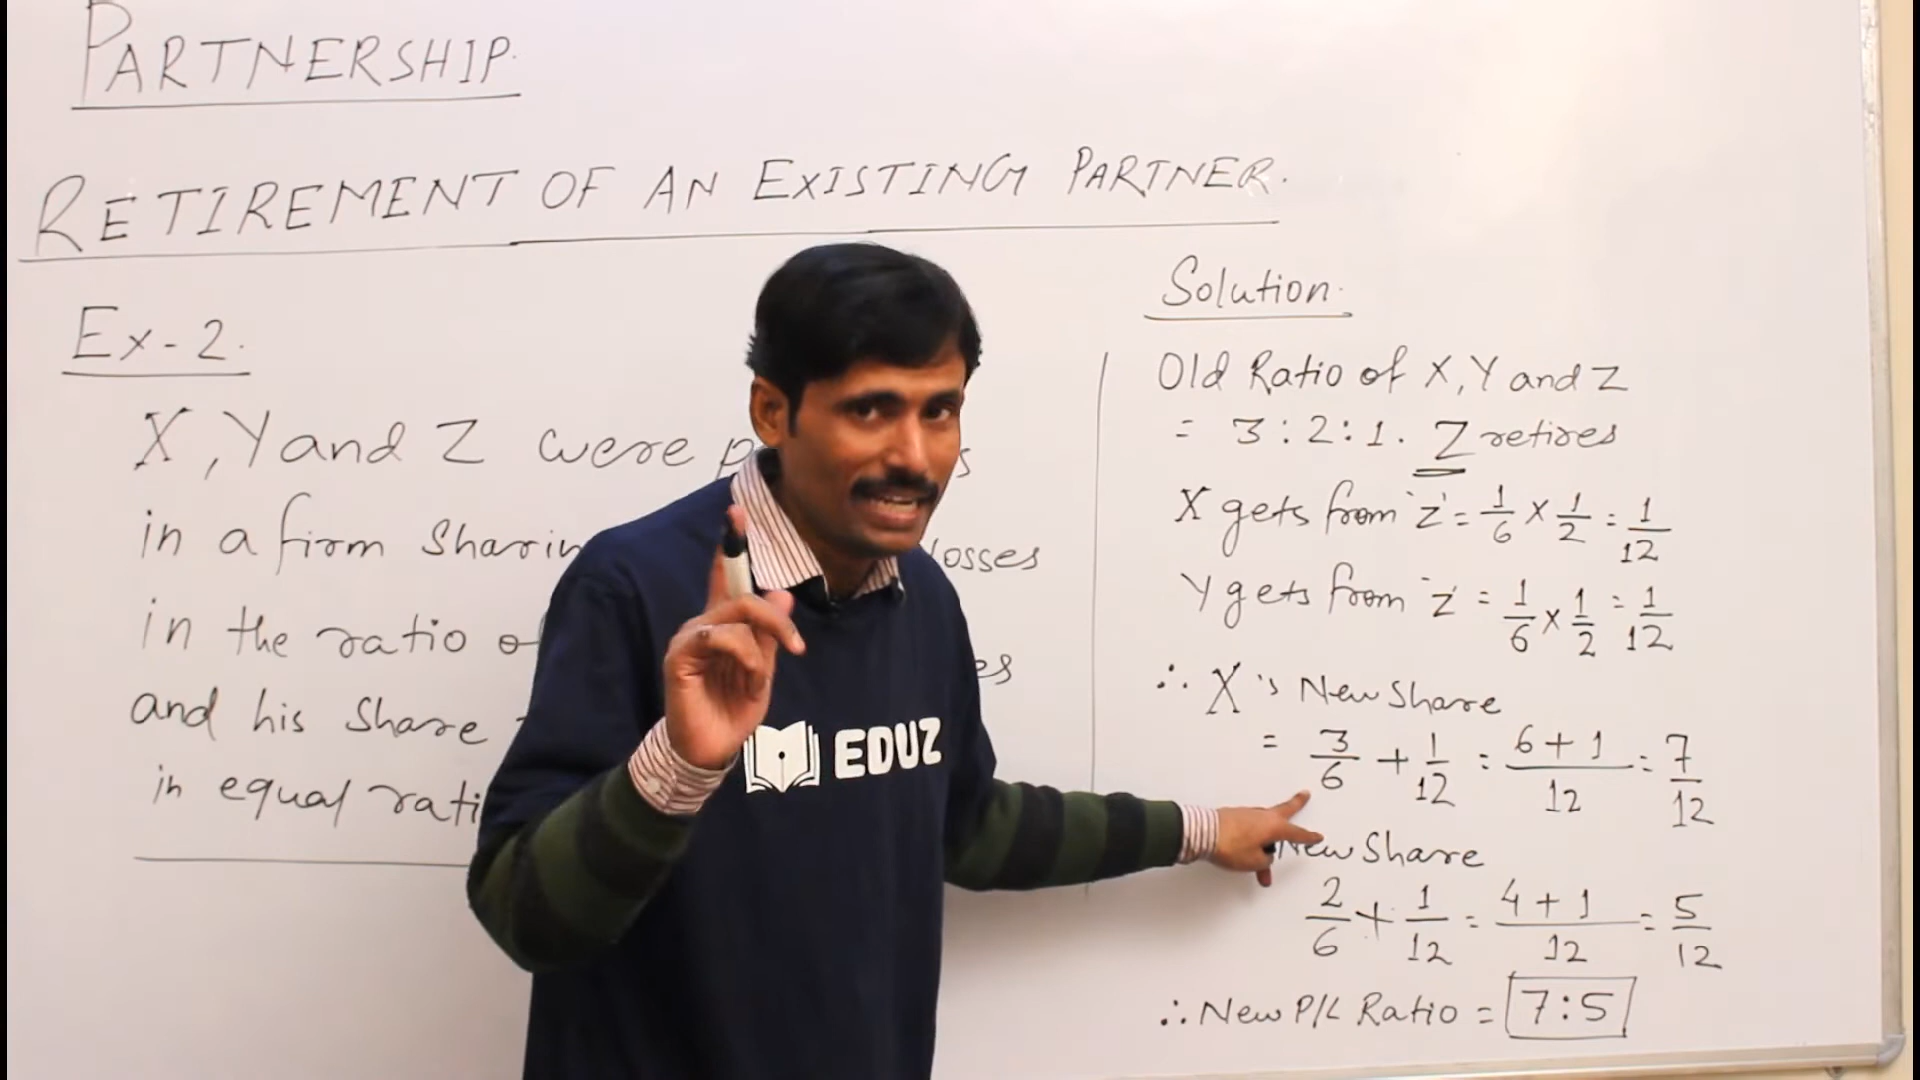 PARTNERSHIP.
RETIREMENT OF AN EXISTING PARTNER.
Ex-2.
X, Y and Z were
in a firm sharin losses
in the ratio of
and his share
in equal rati
EDUZ
Solution.
Old Ratio of X, Y and Z
= 3:2:1. Z retires
X gets from 'Z' = 1/6 × 1/2 = 1/12
Y gets from 'Z' = 1/6 × 1/2 = 1/12
∴ X's New Share
= 3/6 + 1/12 = 6+1/12 = 7/12
New Share
2/6 + 1/12 = 4+1/12 = 5/12
∴ New P/L Ratio = 7:5